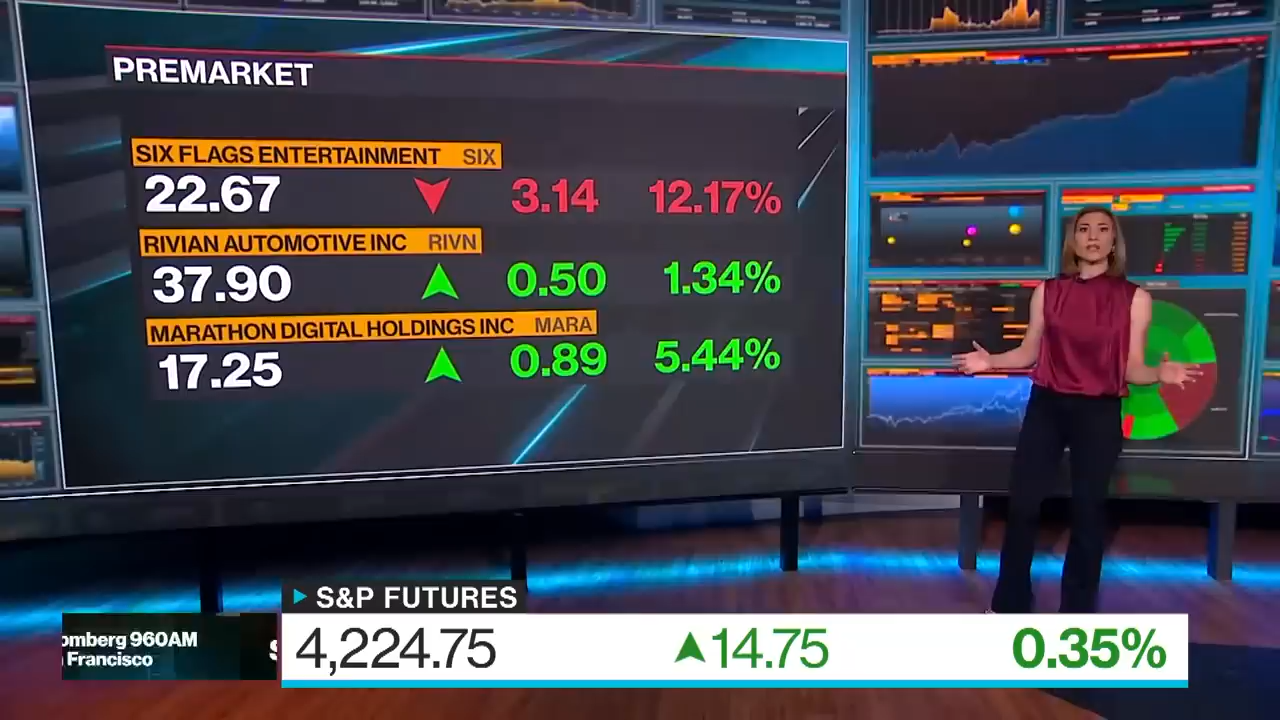 PREMARKET
SIX FLAGS ENTERTAINMENT SIX
22.67 ▼ 3.14 12.17%
RIVIAN AUTOMOTIVE INC RIVN
37.90 ▲ 0.50 1.34%
MARATHON DIGITAL HOLDINGS INC MARA
17.25 ▲ 0.89 5.44%
S&P FUTURES
4,224.75 ▲14.75 0.35%
omberg 960AM
Francisco